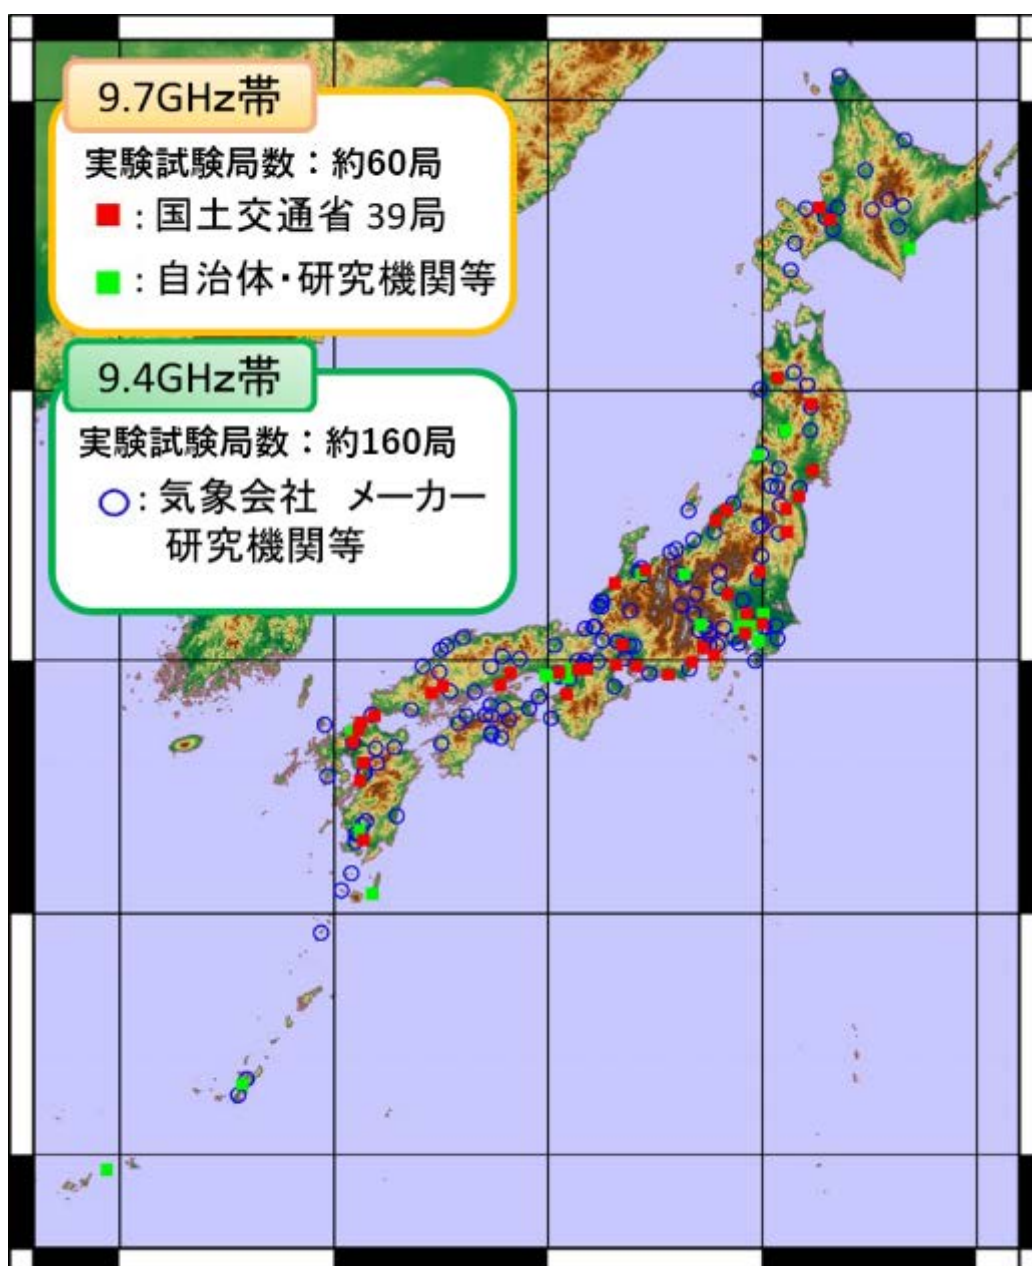 9.7GHz帯
実験試験局数：約60局
■：国土交通省 39局
■：自治体・研究機関等
9.4GHz帯
実験試験局数：約160局
○：気象会社 メーカー
研究機関等